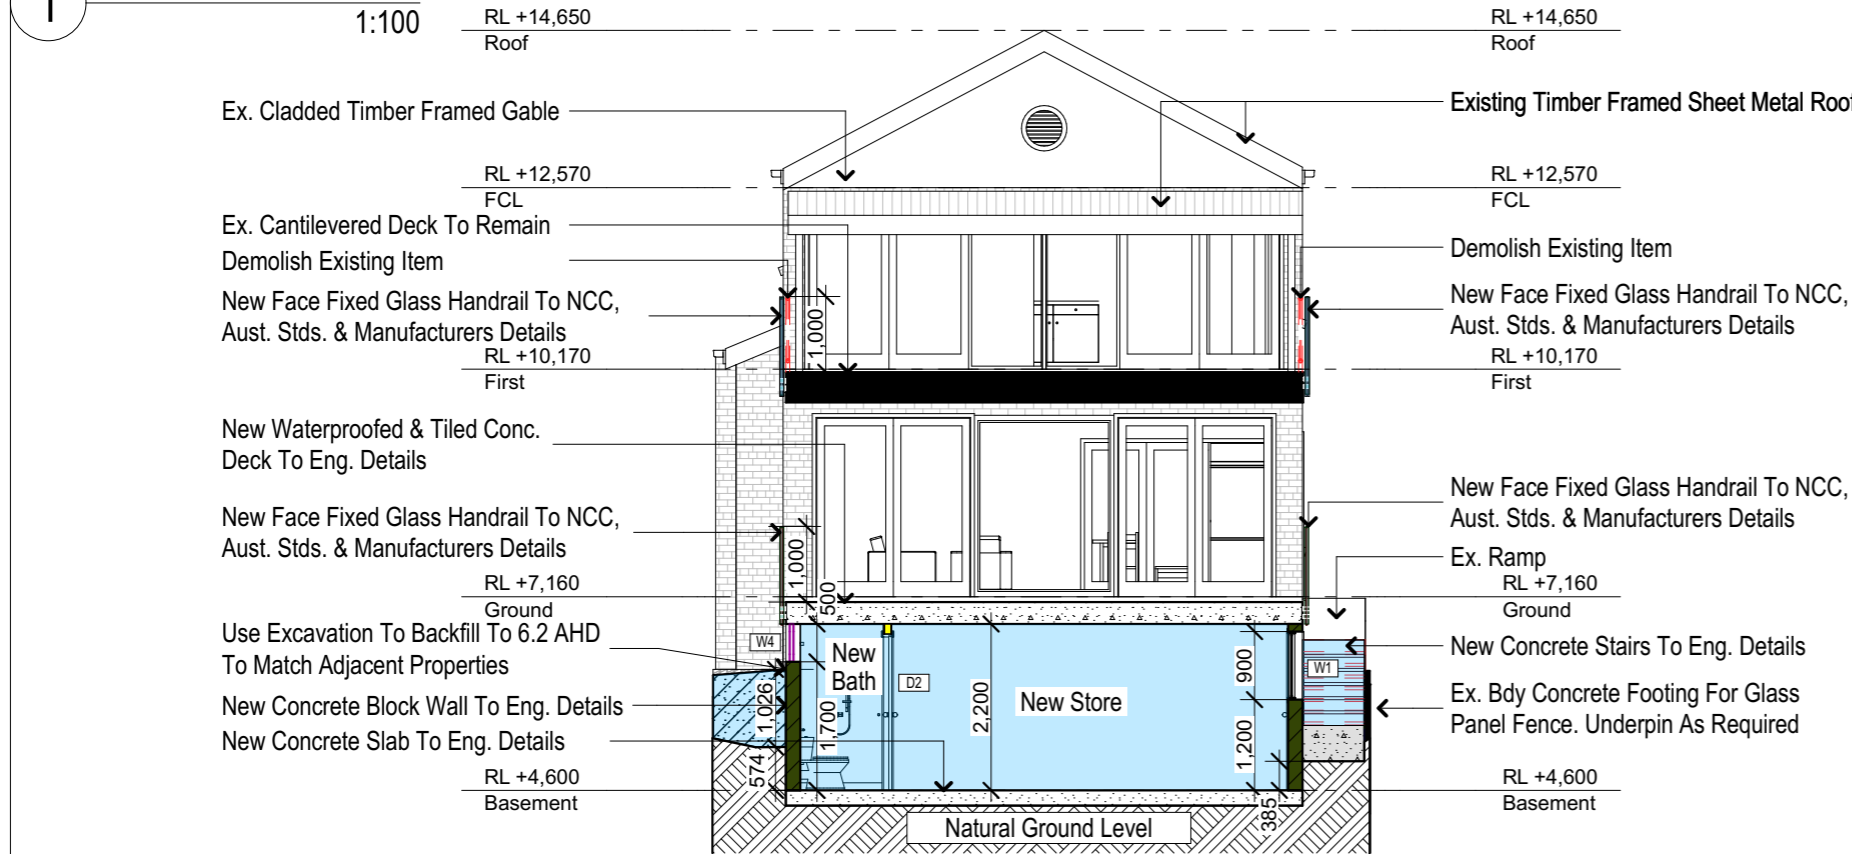 1
1:100
RL +14,650
Roof
RL +14,650
Roof
Ex. Cladded Timber Framed Gable
Existing Timber Framed Sheet Metal Roof
RL +12,570
FCL
RL +12,570
FCL
Ex. Cantilevered Deck To Remain
Demolish Existing Item
Demolish Existing Item
New Face Fixed Glass Handrail To NCC,
Aust. Stds. & Manufacturers Details
New Face Fixed Glass Handrail To NCC,
Aust. Stds. & Manufacturers Details
1,000
RL +10,170
First
RL +10,170
First
New Waterproofed & Tiled Conc.
Deck To Eng. Details
New Face Fixed Glass Handrail To NCC,
Aust. Stds. & Manufacturers Details
New Face Fixed Glass Handrail To NCC,
Aust. Stds. & Manufacturers Details
1,000
500
Ex. Ramp
RL +7,160
Ground
RL +7,160
Ground
Use Excavation To Backfill To 6.2 AHD
To Match Adjacent Properties
W4
New
Bath
D2
New Store
900
W1
New Concrete Stairs To Eng. Details
New Concrete Block Wall To Eng. Details
New Concrete Slab To Eng. Details
1,026
1,700
2,200
1,200
Ex. Bdy Concrete Footing For Glass
Panel Fence. Underpin As Required
574
385
RL +4,600
Basement
RL +4,600
Basement
Natural Ground Level